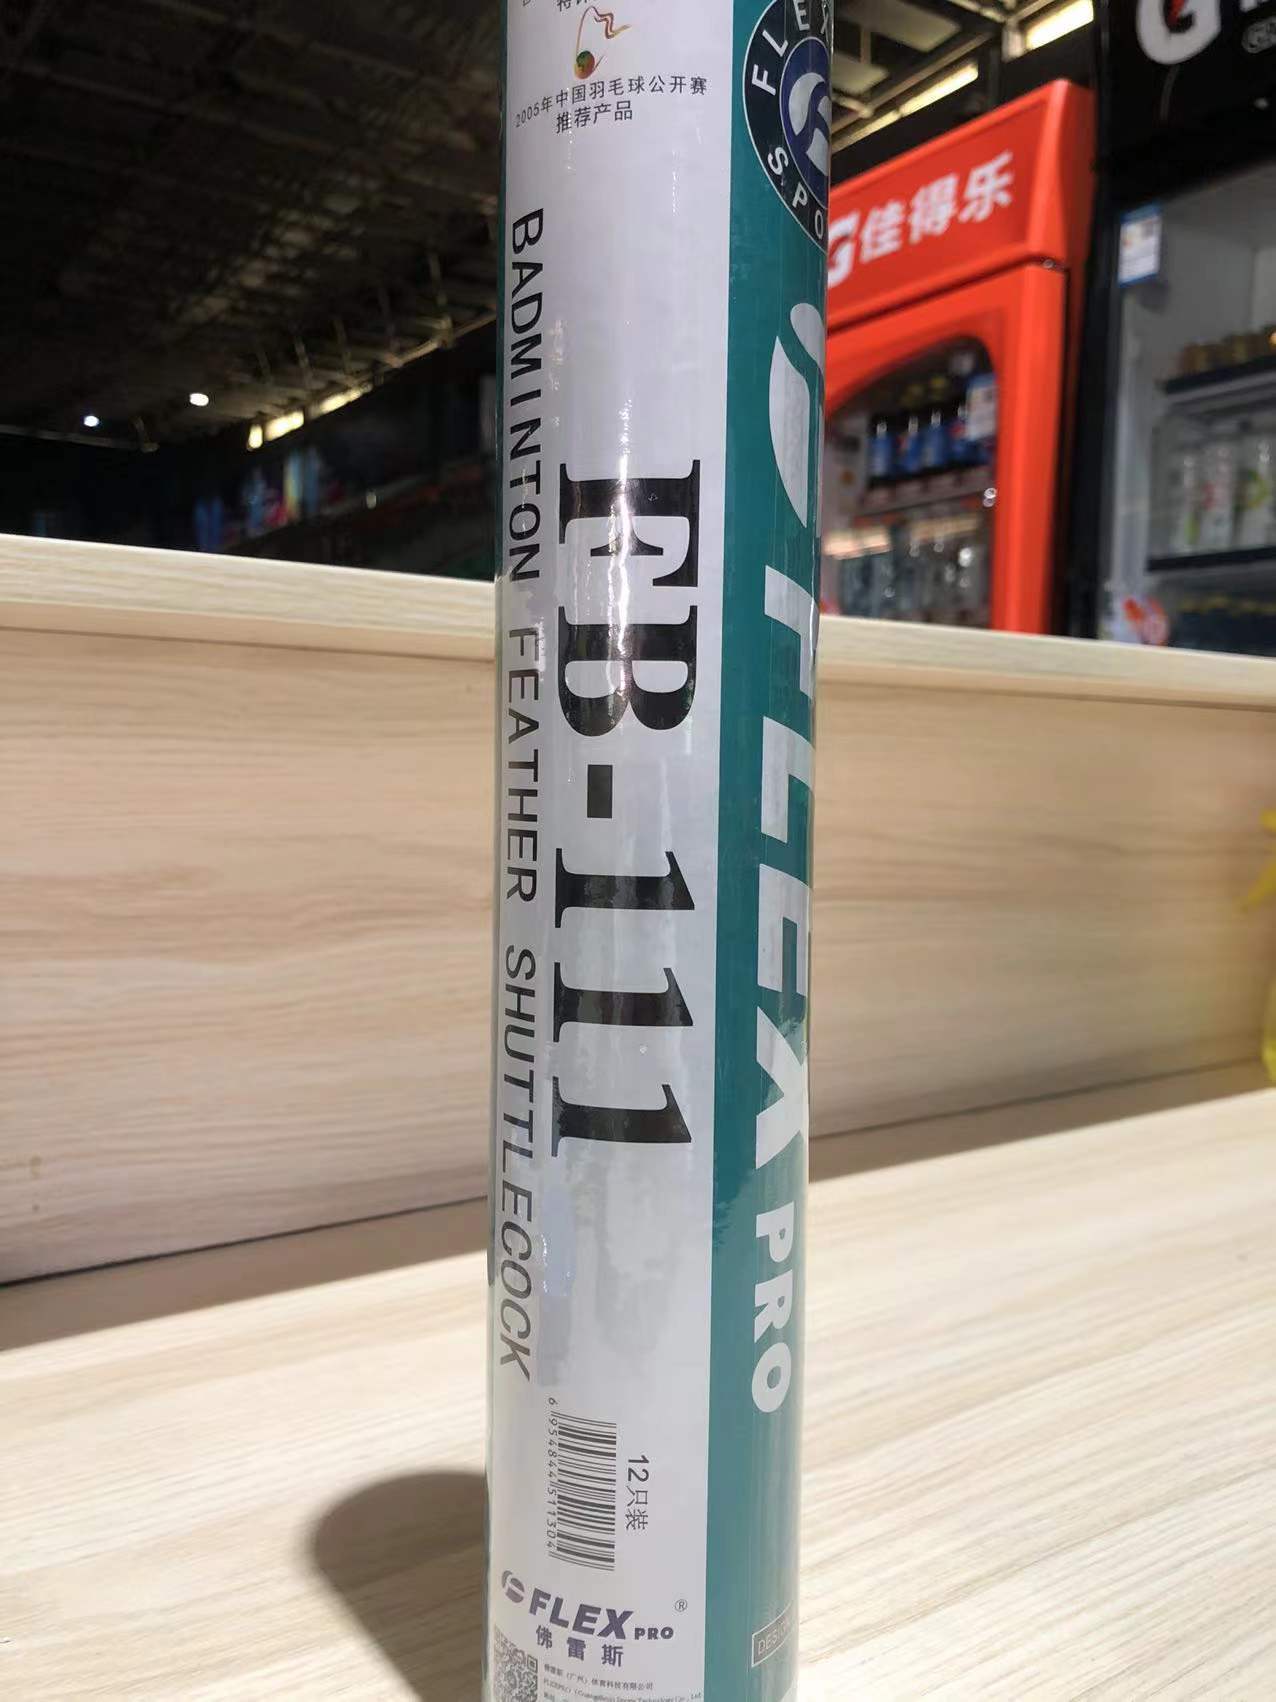 2005年中国羽毛球公开赛
推荐产品
BADMINTON FEATHER SHUTTLECOCK
FB-111
12只装
6 954844 511304
FLEX PRO ®
佛雷斯
FLEX PRO
G佳得乐
G